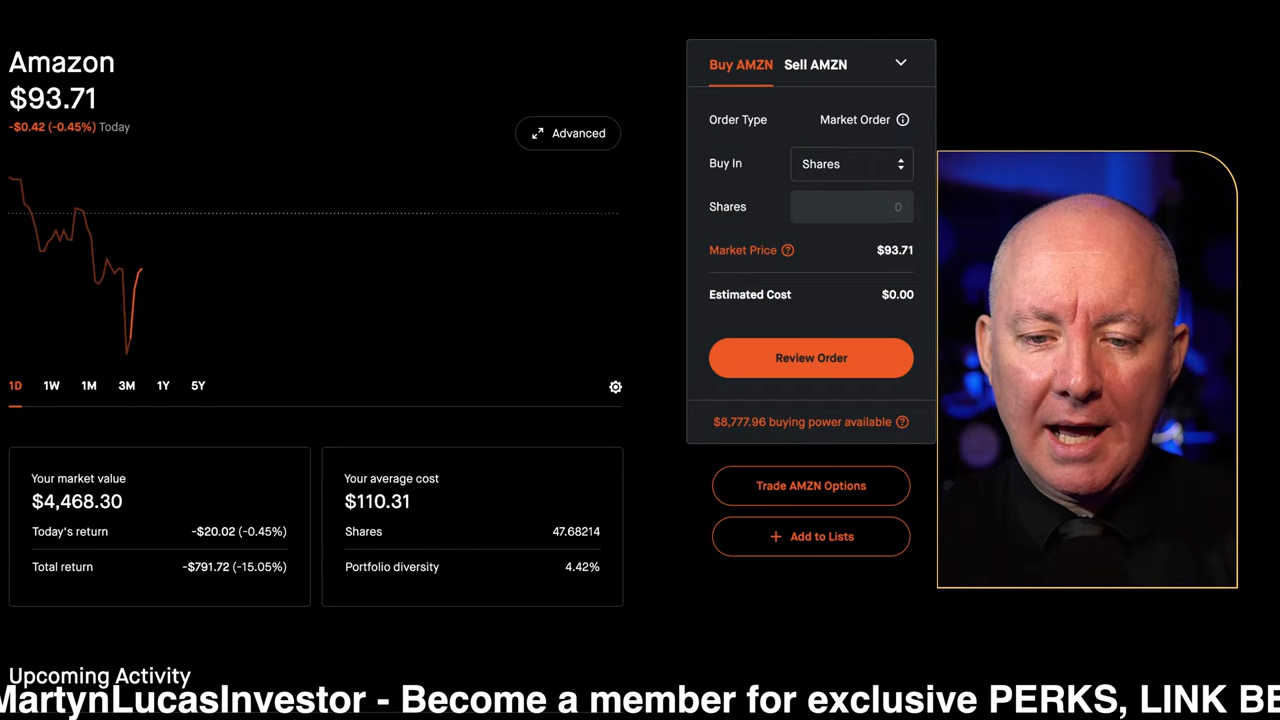 Amazon
$93.71
-$0.42 (-0.45%) Today
Advanced
1D 1W 1M 3M 1Y 5Y
Your market value
$4,468.30
Today's return -$20.02 (-0.45%)
Total return -$791.72 (-15.05%)
Your average cost
$110.31
Shares 47.68214
Portfolio diversity 4.42%
Buy AMZN Sell AMZN
Order Type Market Order
Buy In Shares
Shares 0
Market Price $93.71
Estimated Cost $0.00
Review Order
$8,777.96 buying power available
Trade AMZN Options
+ Add to Lists
Upcoming Activity
MartynLucasInvestor - Become a member for exclusive PERKS, LINK BE